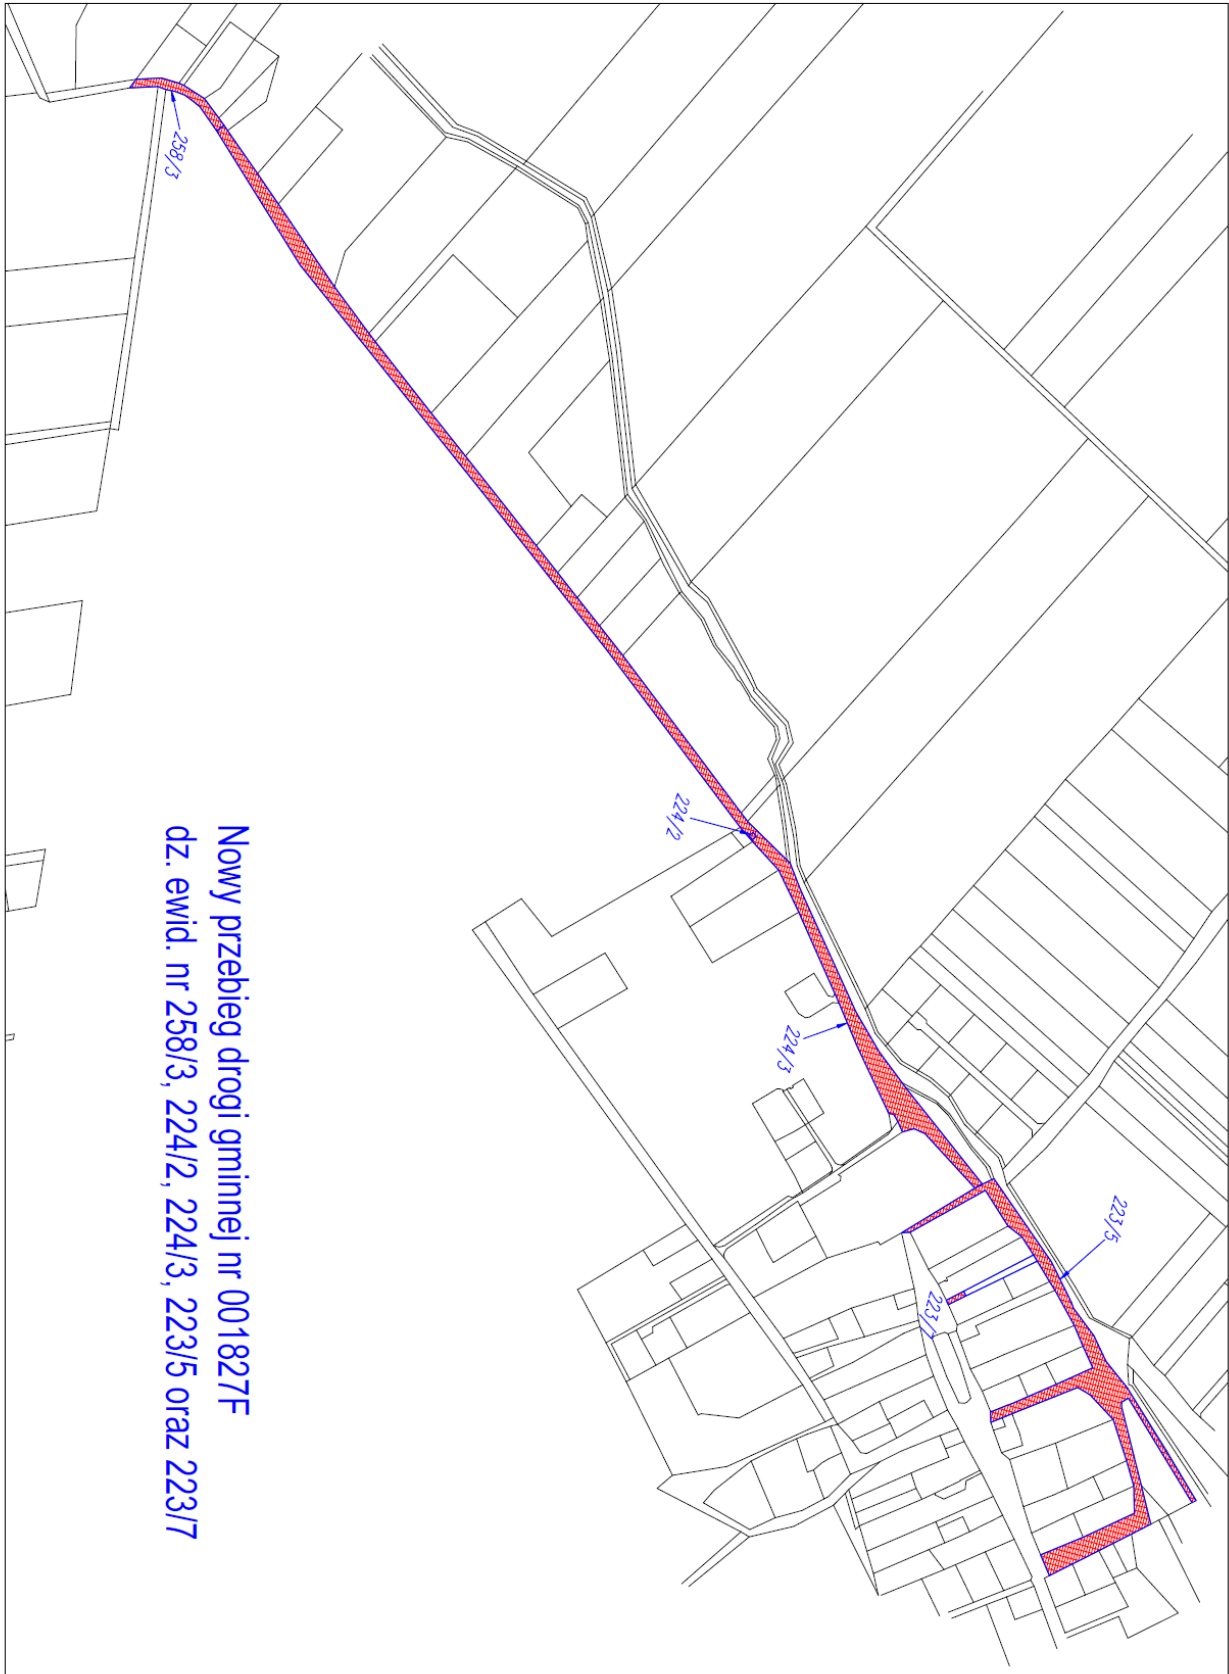 258/3
224/2
224/3
223/5
223/7
Nowy przebieg drogi gminnej nr 001827F
dz. ewid. nr 258/3, 224/2, 224/3, 223/5 oraz 223/7